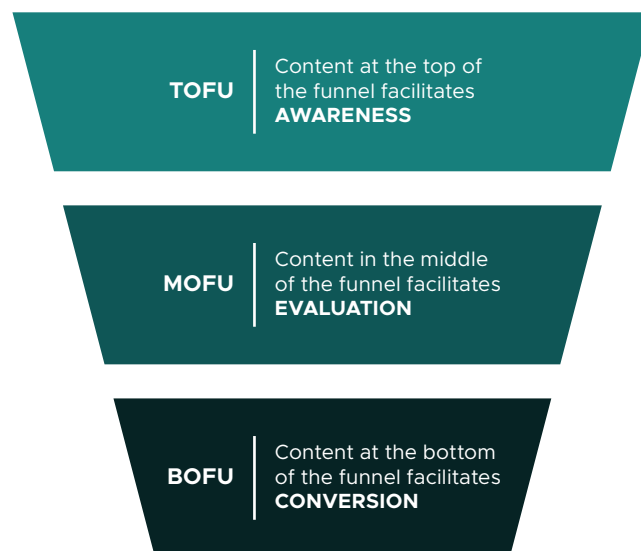 TOFU
Content at the top of
the funnel facilitates
AWARENESS
MOFU
Content in the middle
of the funnel facilitates
EVALUATION
BOFU
Content at the bottom
of the funnel facilitates
CONVERSION